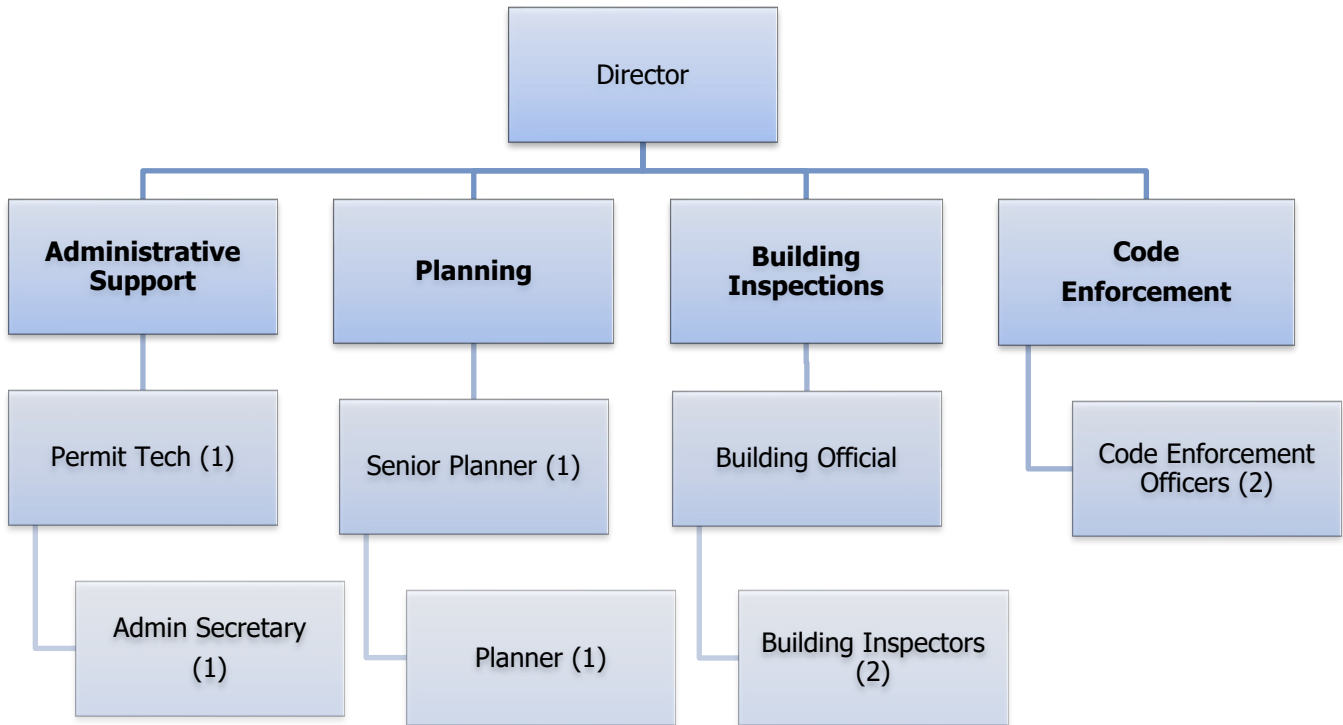 Director
Administrative
Support
Planning
Building
Inspections
Code
Enforcement
Permit Tech (1)
Senior Planner (1)
Building Official
Code Enforcement
Officers (2)
Admin Secretary
(1)
Planner (1)
Building Inspectors
(2)